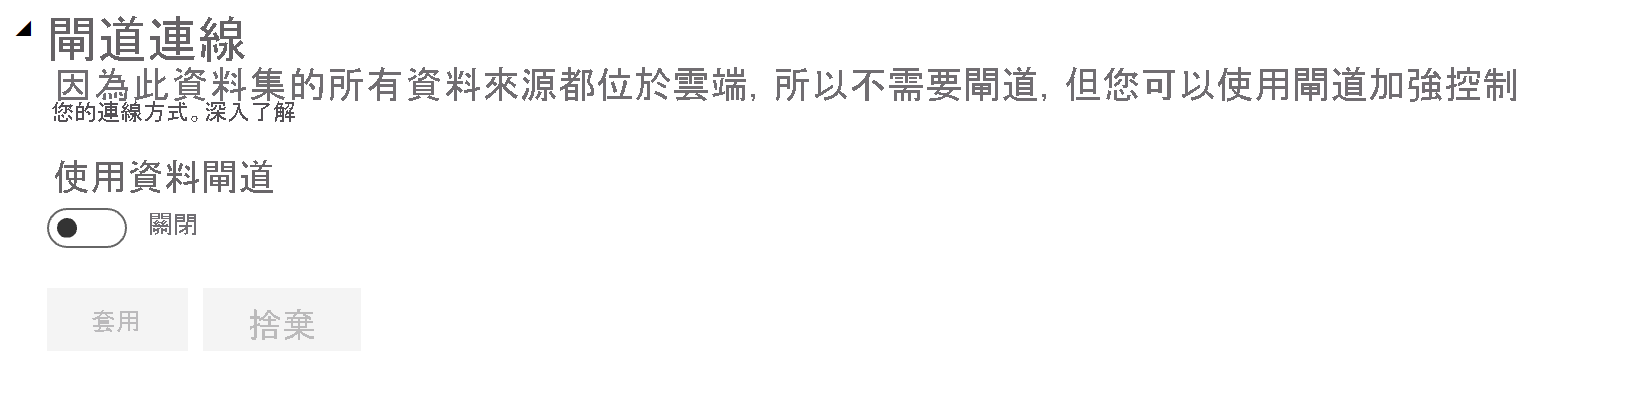 閘道連線
因為此資料集的所有資料來源都位於雲端, 所以不需要閘道, 但您可以使用閘道加強控制
您的連線方式。深入了解
使用資料閘道
關閉
套用
捨棄